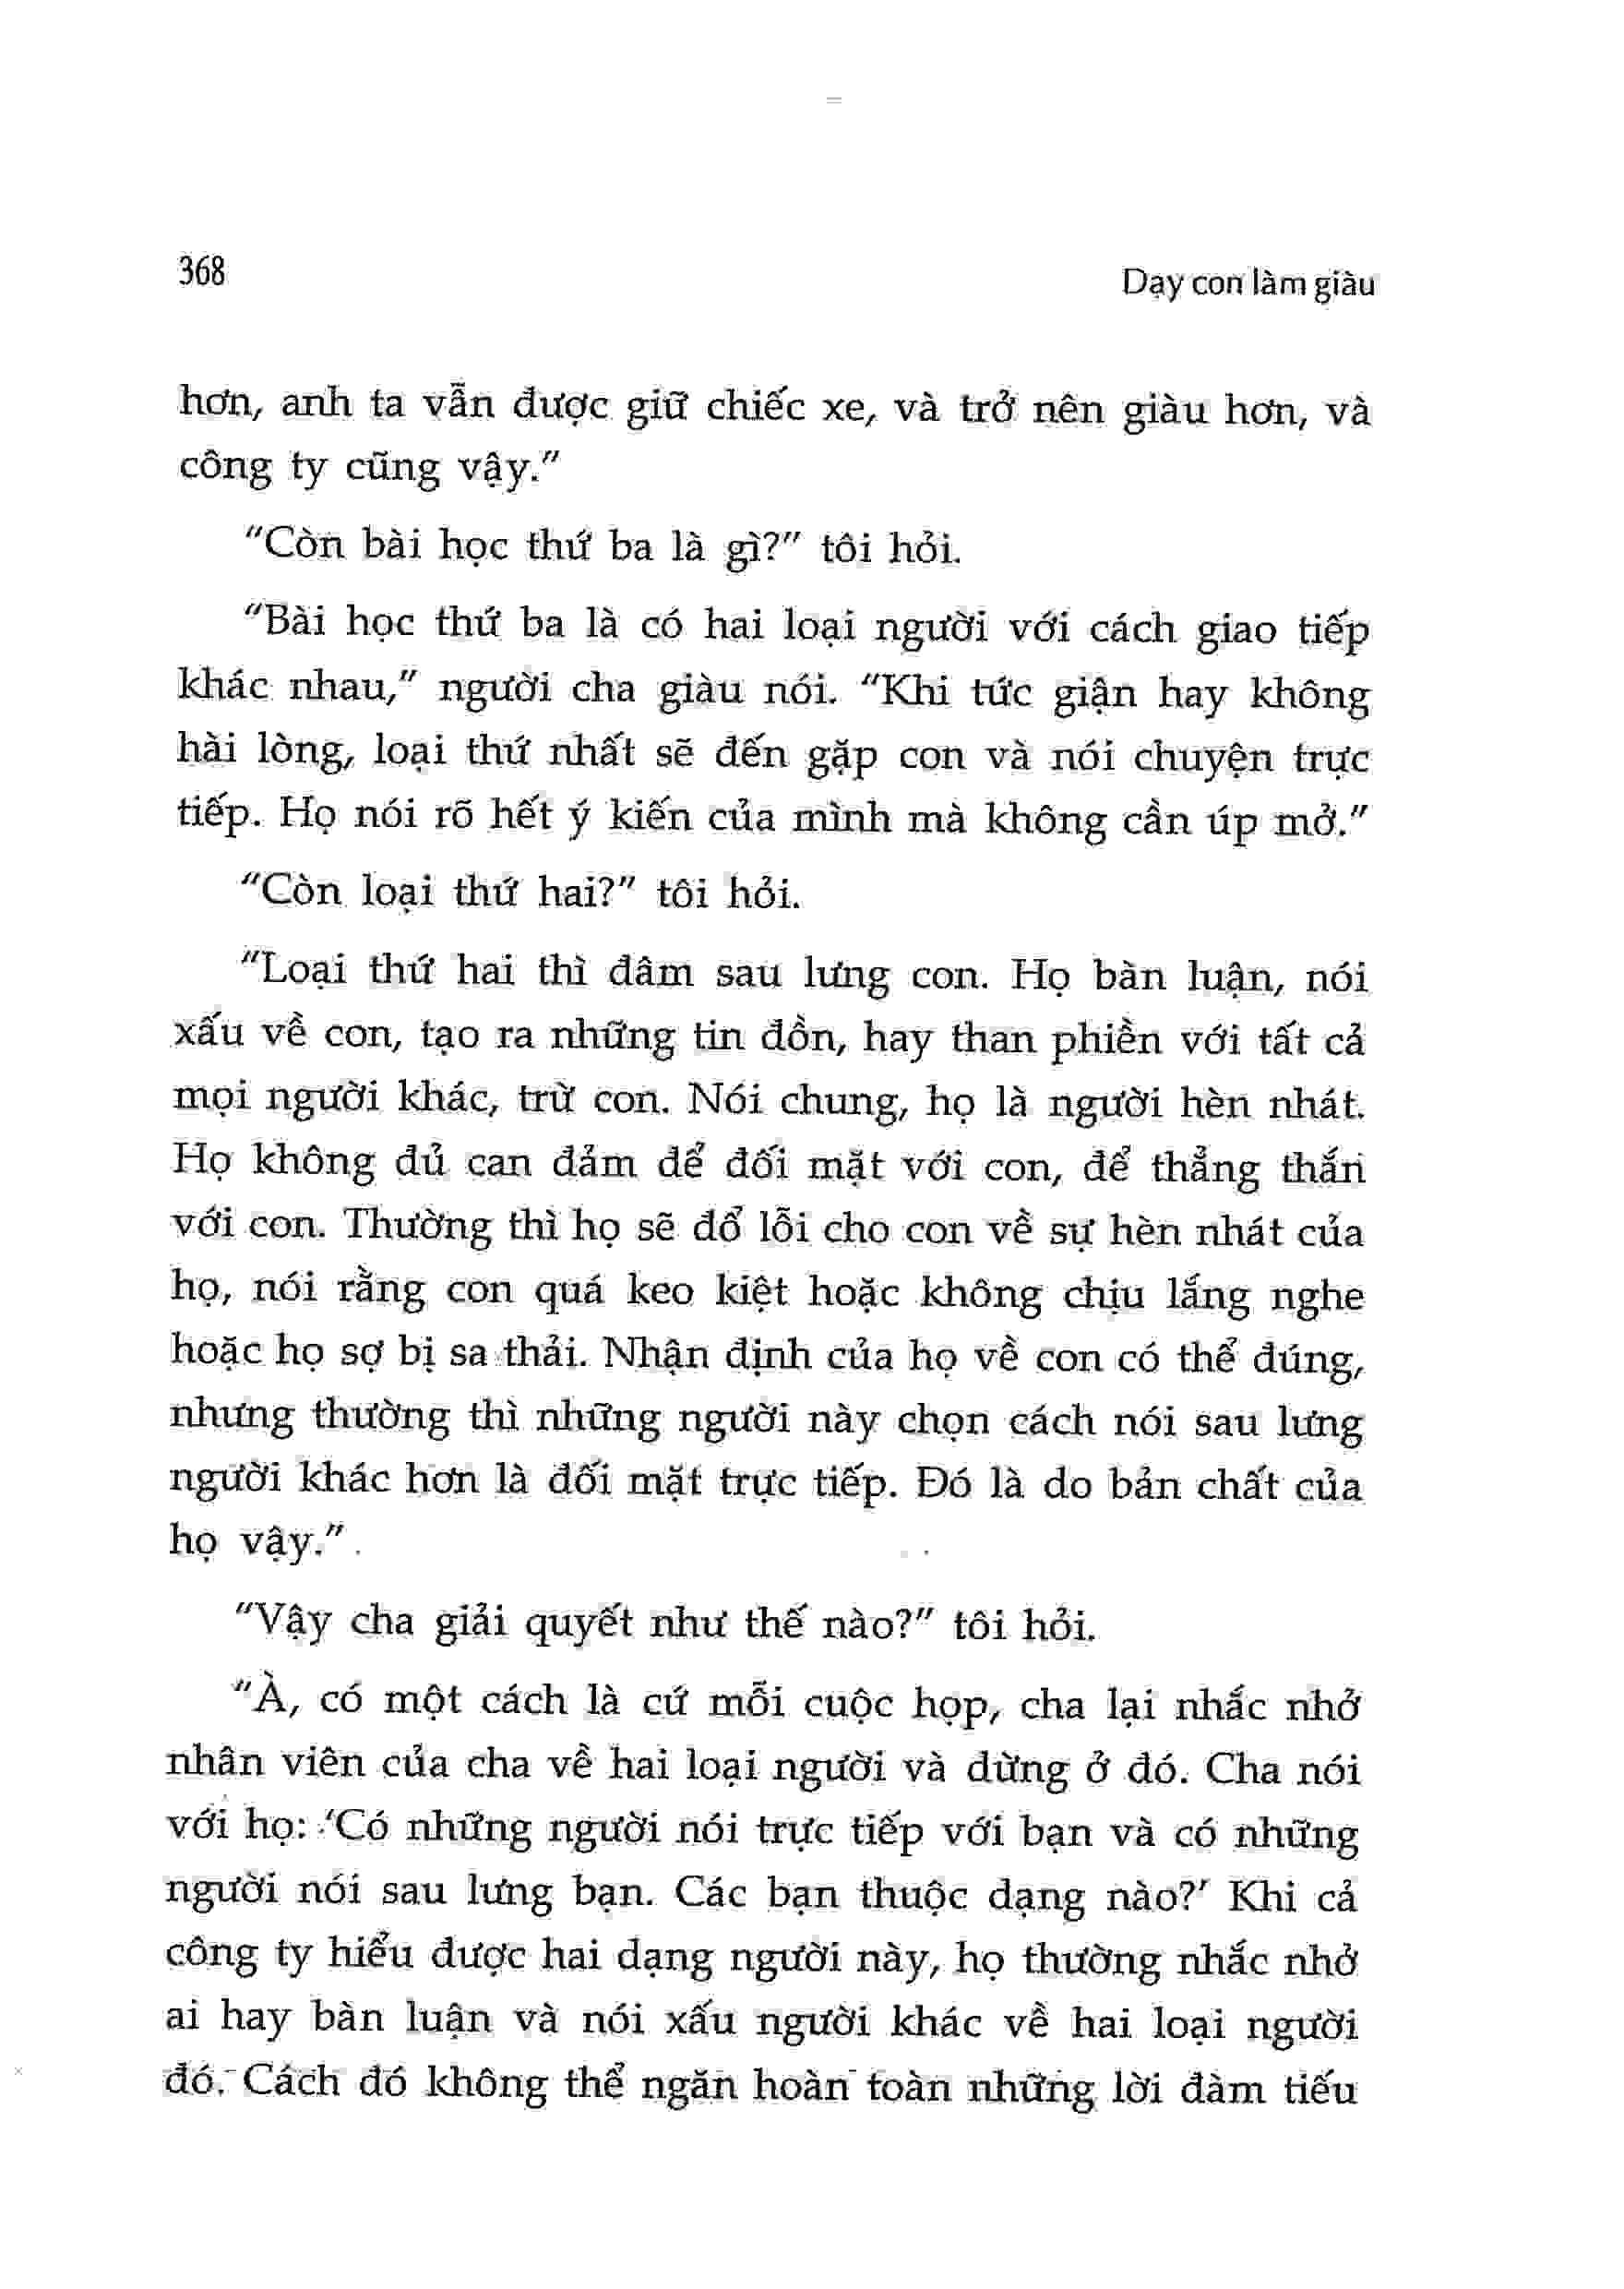 368
Dạy con làm giàu
hơn, anh ta vẫn được giữ chiếc xe, và trở nên giàu hơn, và
công ty cũng vậy."
"Còn bài học thứ ba là gì?" tôi hỏi.
"Bài học thứ ba là có hai loại người với cách giao tiếp
khác nhau," người cha giàu nói. "Khi tức giận hay không
hài lòng, loại thứ nhất sẽ đến gặp con và nói chuyện trực
tiếp. Họ nói rõ hết ý kiến của mình mà không cần úp mở."
"Còn loại thứ hai?" tôi hỏi.
"Loại thứ hai thì đâm sau lưng con. Họ bàn luận, nói
xấu về con, tạo ra những tin đồn, hay than phiền với tất cả
mọi người khác, trừ con. Nói chung, họ là người hèn nhát.
Họ không đủ can đảm để đối mặt với con, để thẳng thắn
với con. Thường thì họ sẽ đổ lỗi cho con về sự hèn nhát của
họ, nói rằng con quá keo kiệt hoặc không chịu lắng nghe
hoặc họ sợ bị sa thải. Nhận định của họ về con có thể đúng,
nhưng thường thì những người này chọn cách nói sau lưng
người khác hơn là đối mặt trực tiếp. Đó là do bản chất của
họ vậy."
"Vậy cha giải quyết như thế nào?" tôi hỏi.
"À, có một cách là cứ mỗi cuộc họp, cha lại nhắc nhở
nhân viên của cha về hai loại người và dừng ở đó. Cha nói
với họ: 'Có những người nói trực tiếp với bạn và có những
người nói sau lưng bạn. Các bạn thuộc dạng nào?' Khi cả
công ty hiểu được hai dạng người này, họ thường nhắc nhở
ai hay bàn luận và nói xấu người khác về hai loại người
đó. Cách đó không thể ngăn hoàn toàn những lời đàm tiếu